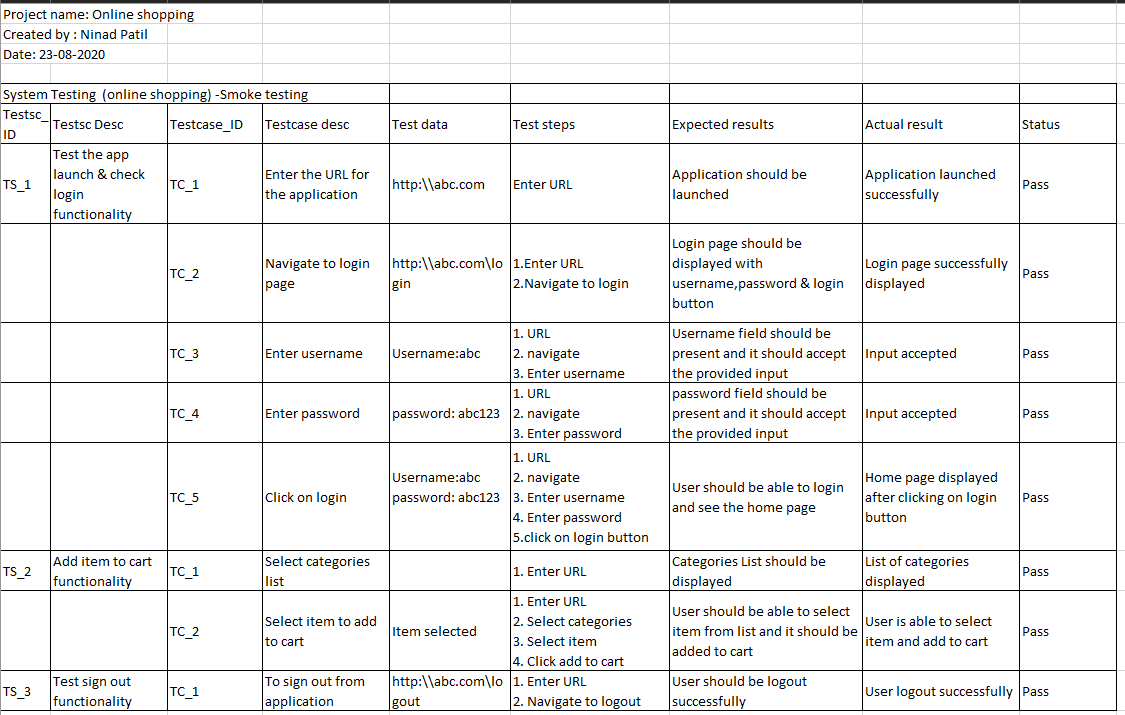 Project name: Online shopping
Created by : Ninad Patil
Date: 23-08-2020
System Testing (online shopping) -Smoke testing
Testsc_
ID
Testsc Desc
Testcase_ID
Testcase desc
Test data
Test steps
Expected results
Actual result
Status
TS_1
Test the app
launch & check
login
functionality
TC_1
Enter the URL for
the application
http:\\abc.com
Enter URL
Application should be
launched
Application launched
successfully
Pass
TC_2
Navigate to login
page
http:\\abc.com\lo
gin
1.Enter URL
2.Navigate to login
Login page should be
displayed with
username,password & login
button
Login page successfully
displayed
Pass
TC_3
Enter username
Username:abc
1. URL
2. navigate
3. Enter username
Username field should be
present and it should accept
the provided input
Input accepted
Pass
TC_4
Enter password
password: abc123
1. URL
2. navigate
3. Enter password
password field should be
present and it should accept
the provided input
Input accepted
Pass
TC_5
Click on login
Username:abc
password: abc123
1. URL
2. navigate
3. Enter username
4. Enter password
5.click on login button
User should be able to login
and see the home page
Home page displayed
after clicking on login
button
Pass
TS_2
Add item to cart
functionality
TC_1
Select categories
list
1. Enter URL
Categories List should be
displayed
List of categories
displayed
Pass
TC_2
Select item to add
to cart
Item selected
1. Enter URL
2. Select categories
3. Select item
4. Click add to cart
User should be able to select
item from list and it should be
added to cart
User is able to select
item and add to cart
Pass
TS_3
Test sign out
functionality
TC_1
To sign out from
application
http:\\abc.com\lo
gout
1. Enter URL
2. Navigate to logout
User should be logout
successfully
User logout successfully
Pass